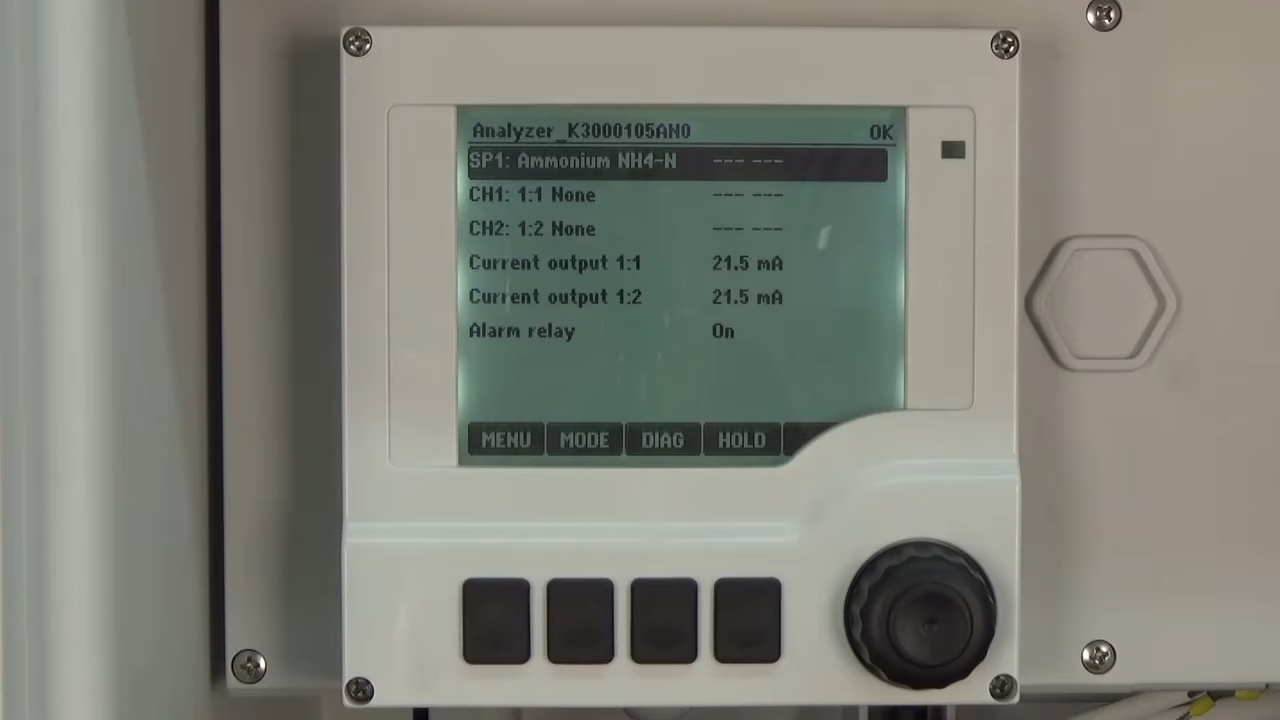 Analyzer_K3000105AN0 OK
SP1: Ammonium NH4-N --- ---
CH1: 1:1 None --- ---
CH2: 1:2 None --- ---
Current output 1:1 21.5 mA
Current output 1:2 21.5 mA
Alarm relay On
MENU MODE DIAG HOLD